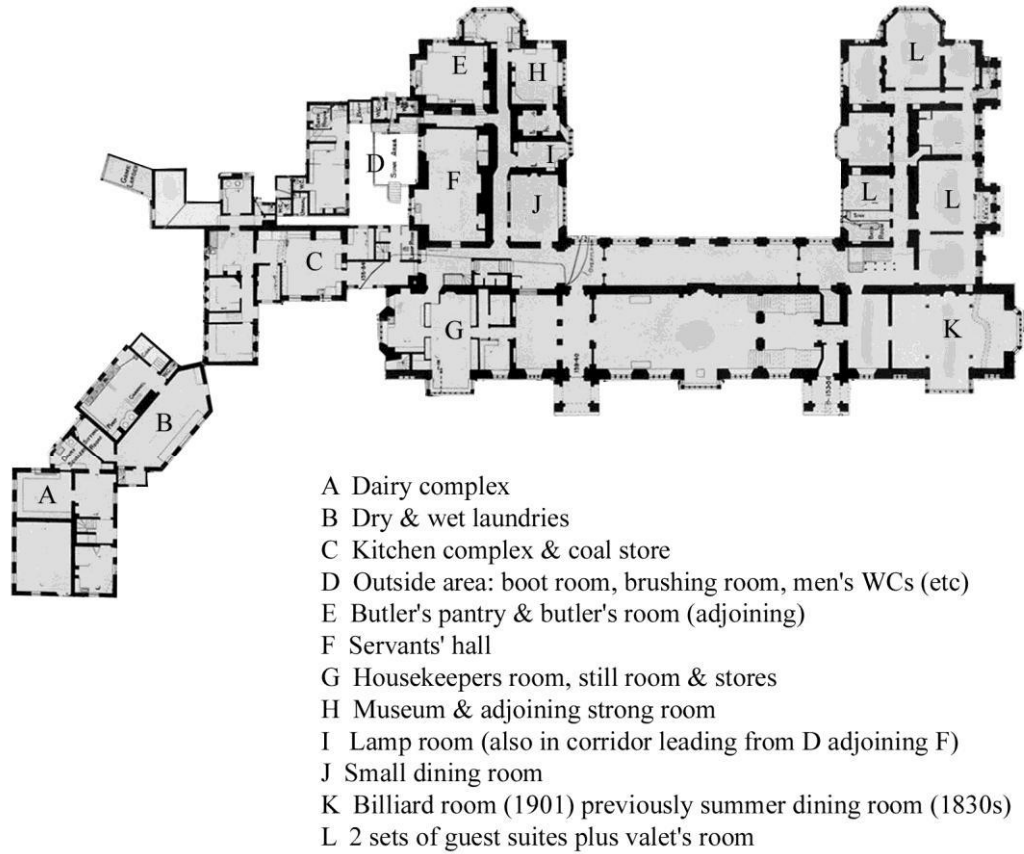 L
E
H
GAME LARDER
D
I
F
L
L
J
C
G
K
B
A
A Dairy complex
B Dry & wet laundries
C Kitchen complex & coal store
D Outside area: boot room, brushing room, men's WCs (etc)
E Butler's pantry & butler's room (adjoining)
F Servants' hall
G Housekeepers room, still room & stores
H Museum & adjoining strong room
I Lamp room (also in corridor leading from D adjoining F)
J Small dining room
K Billiard room (1901) previously summer dining room (1830s)
L 2 sets of guest suites plus valet's room